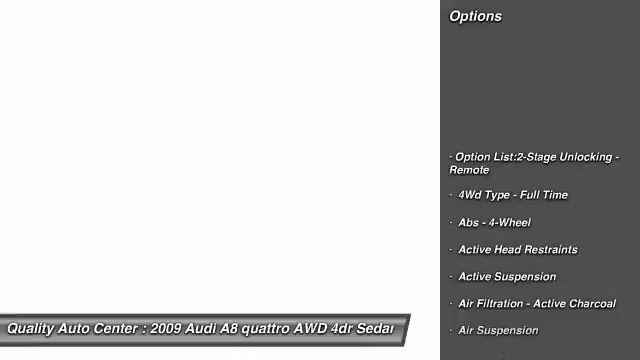 Options
· Option List:2-Stage Unlocking -
Remote
· 4Wd Type - Full Time
· Abs - 4-Wheel
· Active Head Restraints
· Active Suspension
· Air Filtration - Active Charcoal
· Air Suspension
Quality Auto Center : 2009 Audi A8 quattro AWD 4dr Sedan